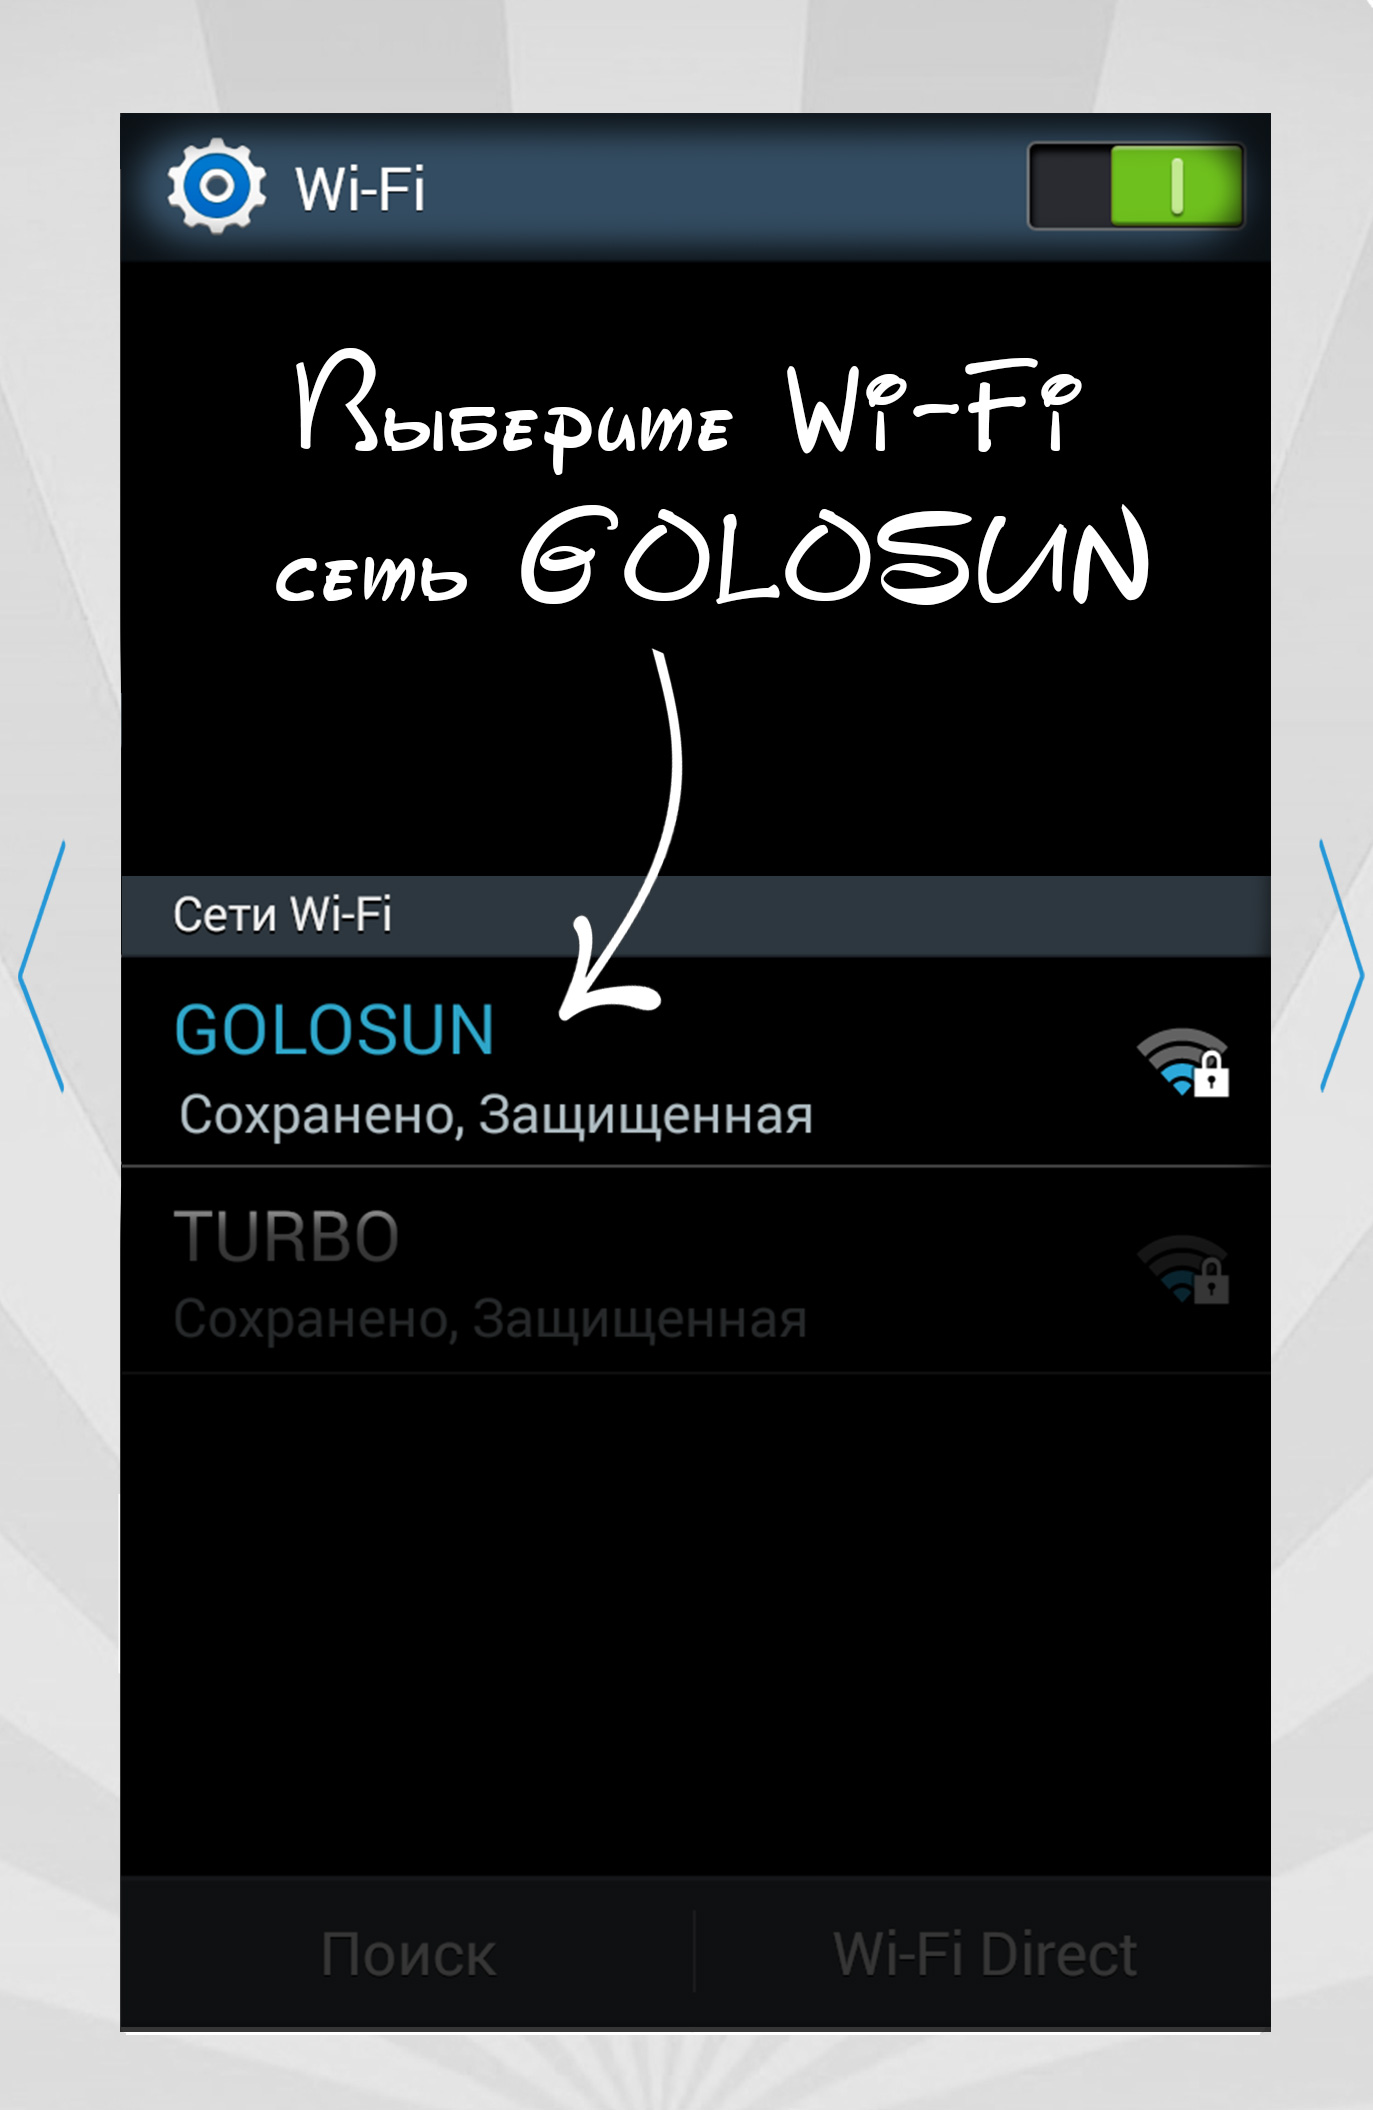 Wi-Fi
Выберите Wi-Fi
сеть GOLOSUN
Сети Wi-Fi
GOLOSUN
Сохранено, Защищенная
TURBO
Сохранено, Защищенная
Поиск
Wi-Fi Direct